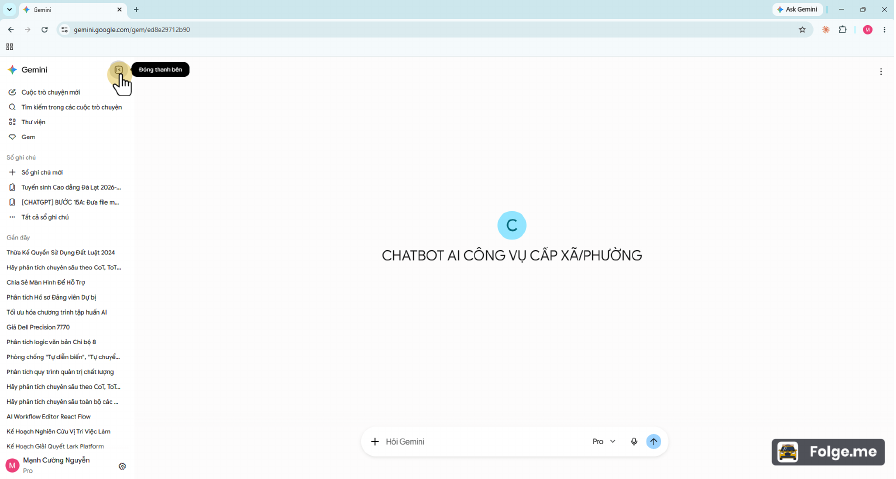 Gemini
Ask Gemini
gemini.google.com/gem/ed8a29712b90
M
Gemini
Đóng thanh bên
Cuộc trò chuyện mới
Tìm kiếm trong các cuộc trò chuyện
Thư viện
Gem
Sổ ghi chú
Sổ ghi chú mới
Tuyển sinh Cao đẳng Đà Lạt 2026-...
[CHATGPT] BƯỚC 15A: Đưa file m...
Tất cả sổ ghi chú
Gần đây
Thừa Kế Quyền Sử Dụng Đất Luật 2024
Hãy phân tích chuyên sâu theo CoT, ToT...
Chia Sẻ Màn Hình Để Hỗ Trợ
Phân tích Hồ sơ Đảng viên Dự bị
Tối ưu hóa chương trình tập huấn AI
Giá Dell Precision 7770
Phân tích logic văn bản Chi bộ 8
Phòng chống "Tự diễn biến", "Tự chuyể...
Phân tích quy trình quản trị chất lượng
Hãy phân tích chuyên sâu theo CoT, ToT...
Hãy phân tích chuyên sâu toàn bộ các ...
AI Workflow Editor React Flow
Kế Hoạch Nghiên Cứu Vị Trí Việc Làm
Kế Hoạch Giải Quyết Lark Platform
M
Mạnh Cường Nguyễn
Pro
C
CHATBOT AI CÔNG VỤ CẤP XÃ/PHƯỜNG
Hỏi Gemini
Pro
Folge.me